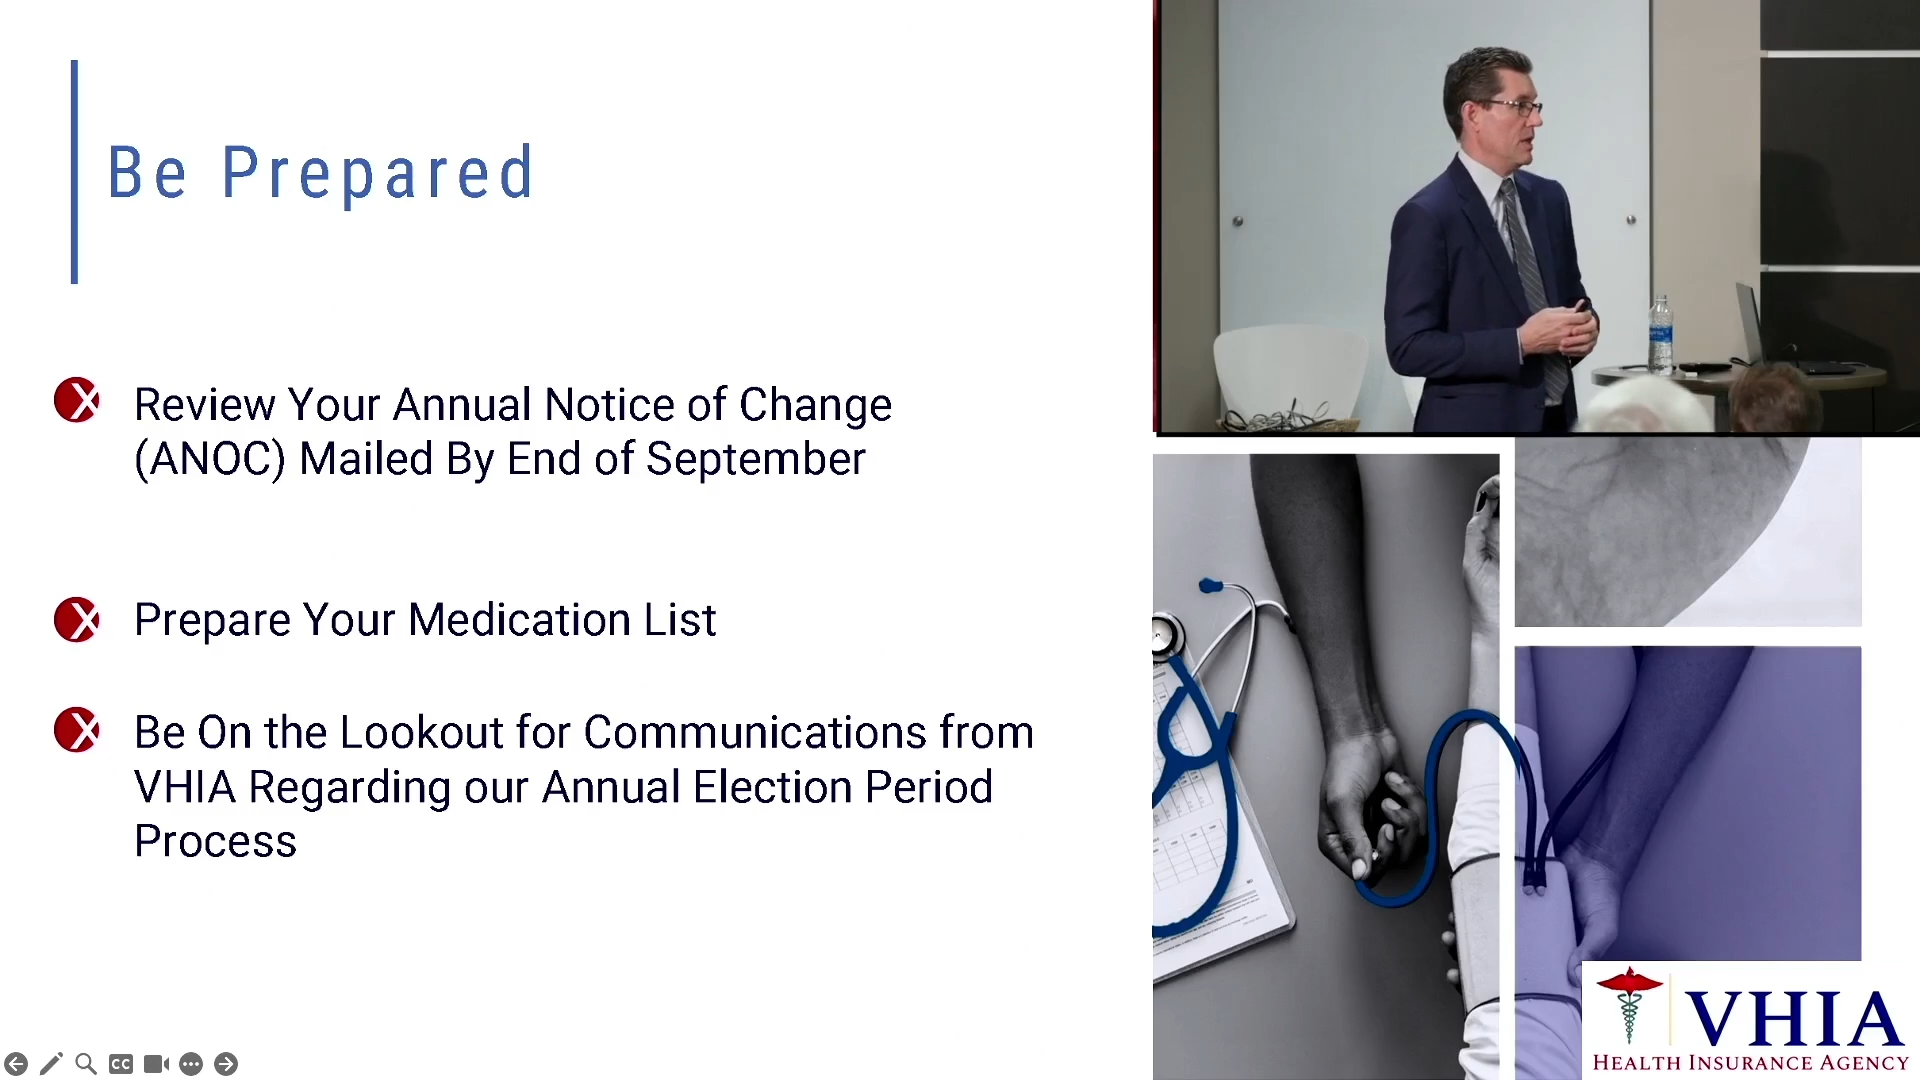 Be Prepared
Review Your Annual Notice of Change
(ANOC) Mailed By End of September
Prepare Your Medication List
Be On the Lookout for Communications from
VHIA Regarding our Annual Election Period
Process
VHIA
HEALTH INSURANCE AGENCY
CC